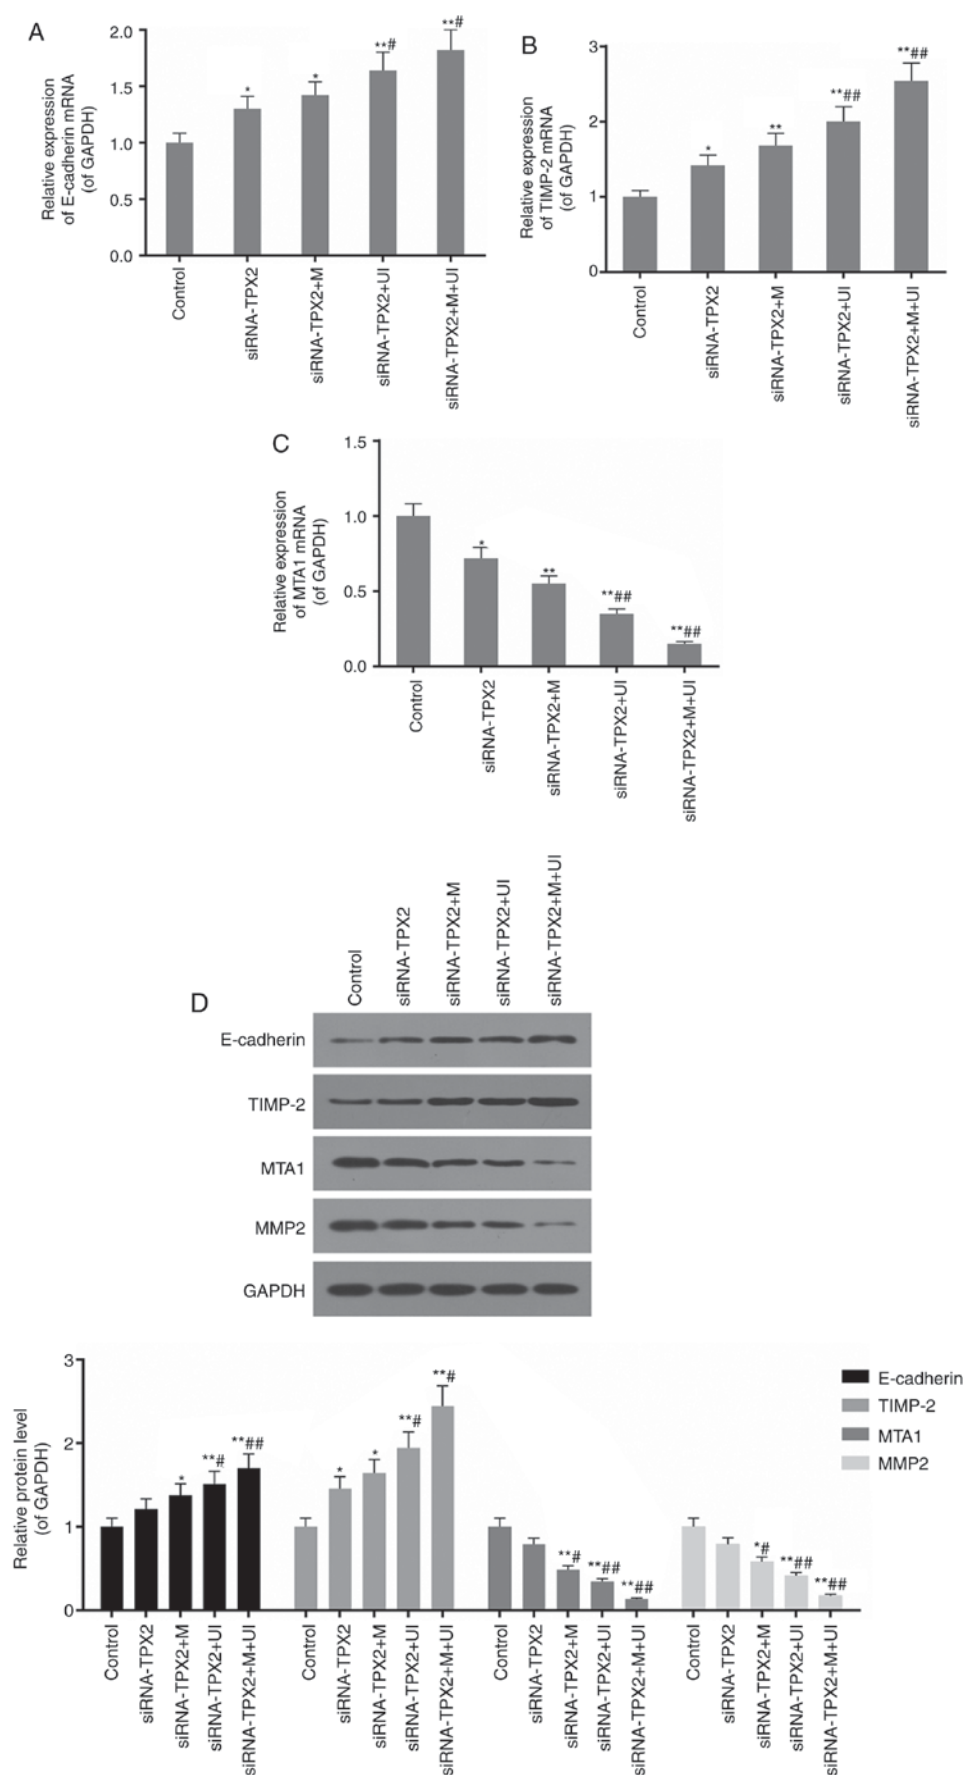 A
Relative expression
of E-cadherin mRNA
(of GAPDH)
2.0
1.5
1.0
0.5
0.0
*
*
**#
**#
Control
siRNA-TPX2
siRNA-TPX2+M
siRNA-TPX2+UI
siRNA-TPX2+M+UI
B
Relative expression
of TIMP-2 mRNA
(of GAPDH)
3
2
1
0
*
**
**##
**##
Control
siRNA-TPX2
siRNA-TPX2+M
siRNA-TPX2+UI
siRNA-TPX2+M+UI
C
Relative expression
of MTA1 mRNA
(of GAPDH)
1.5
1.0
0.5
0.0
*
**
**##
**##
Control
siRNA-TPX2
siRNA-TPX2+M
siRNA-TPX2+UI
siRNA-TPX2+M+UI
D
Control
siRNA-TPX2
siRNA-TPX2+M
siRNA-TPX2+UI
siRNA-TPX2+M+UI
E-cadherin
TIMP-2
MTA1
MMP2
GAPDH
Relative protein level
(of GAPDH)
3
2
1
0
*
**#
**##
*
*
**#
**#
**#
**##
**##
*#
**##
**##
E-cadherin
TIMP-2
MTA1
MMP2
Control
siRNA-TPX2
siRNA-TPX2+M
siRNA-TPX2+UI
siRNA-TPX2+M+UI
Control
siRNA-TPX2
siRNA-TPX2+M
siRNA-TPX2+UI
siRNA-TPX2+M+UI
Control
siRNA-TPX2
siRNA-TPX2+M
siRNA-TPX2+UI
siRNA-TPX2+M+UI
Control
siRNA-TPX2
siRNA-TPX2+M
siRNA-TPX2+UI
siRNA-TPX2+M+UI